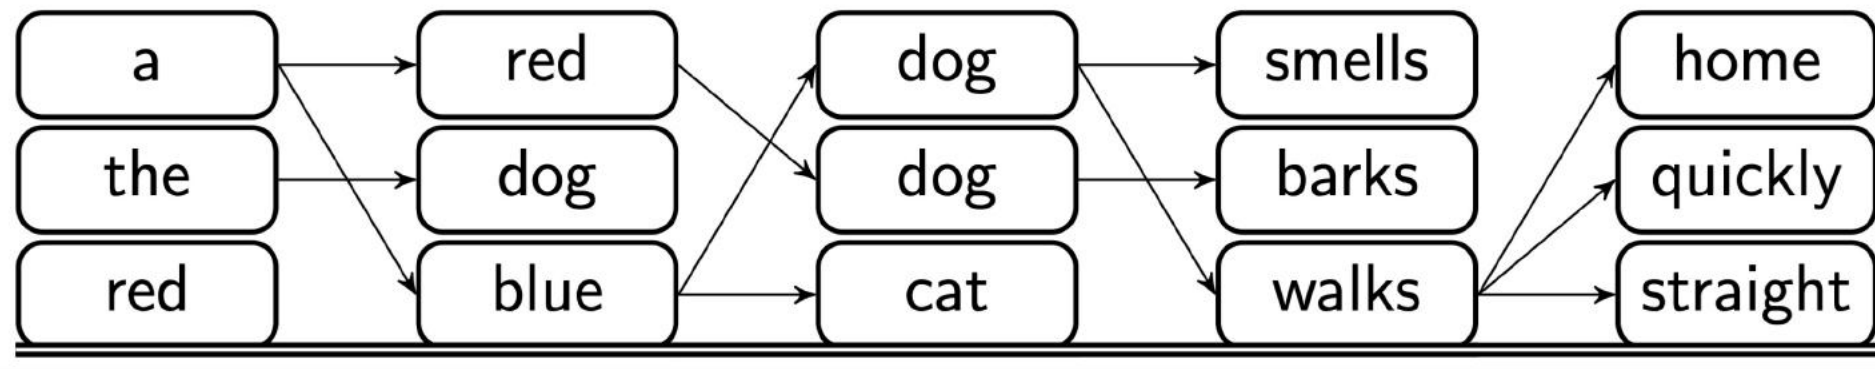 a red dog smells home
the dog dog barks quickly
red blue cat walks straight